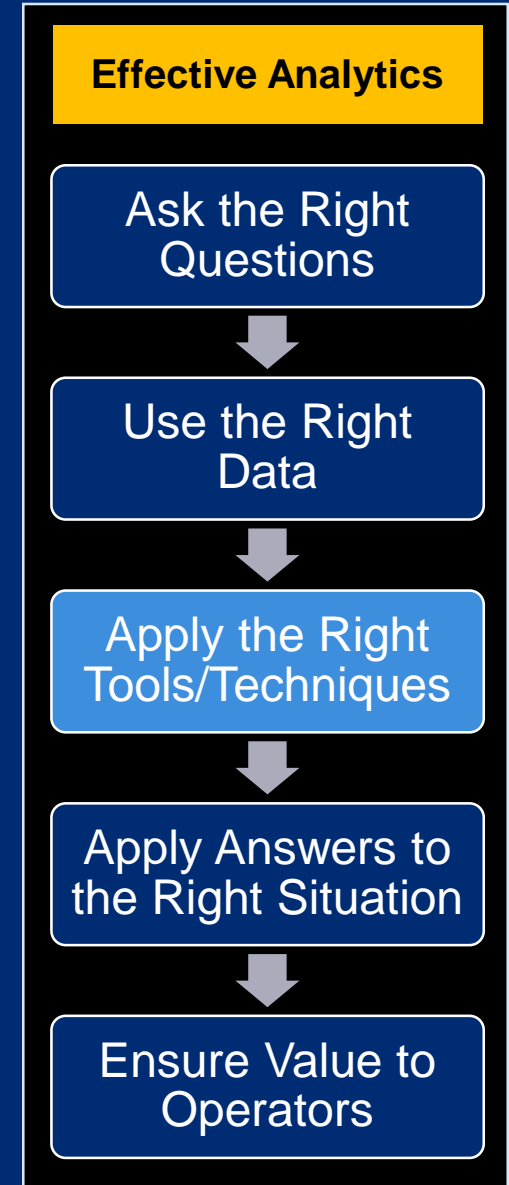 Effective Analytics
Ask the Right
Questions
Use the Right
Data
Apply the Right
Tools/Techniques
Apply Answers to
the Right Situation
Ensure Value to
Operators